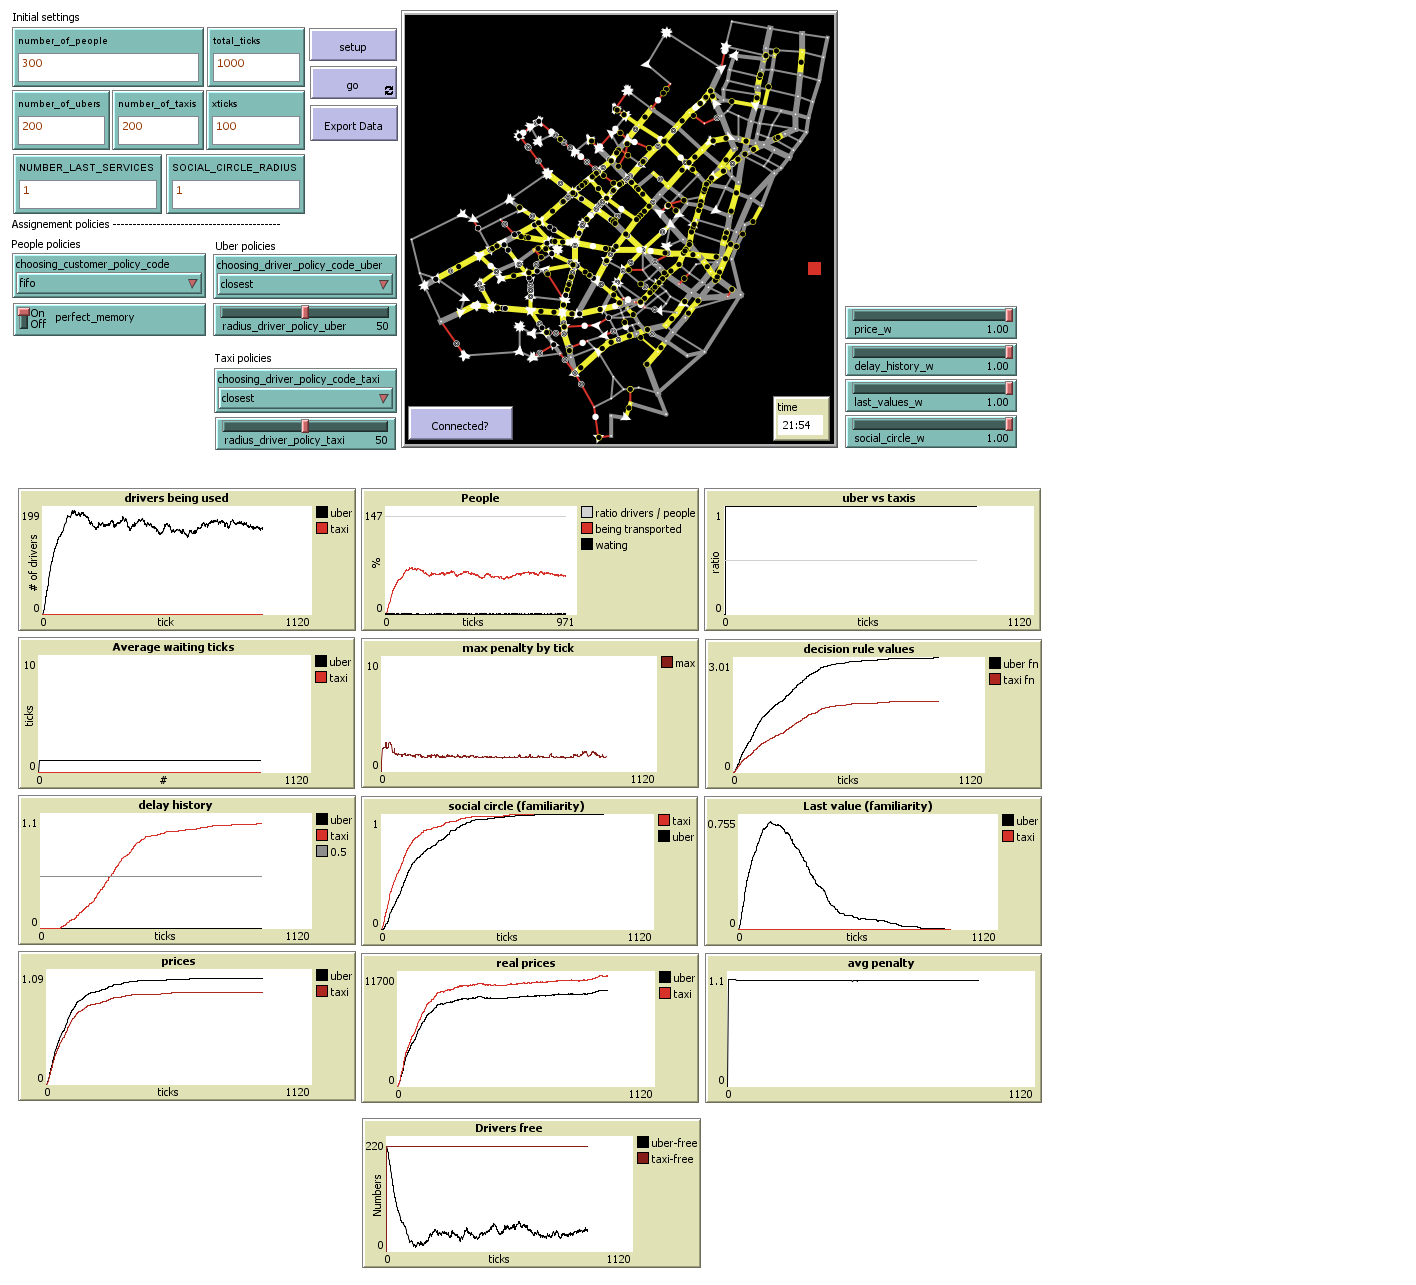 Initial settings
number_of_people
300
total_ticks
1000
setup
number_of_ubers
200
number_of_taxis
200
xticks
100
go
Export Data
NUMBER_LAST_SERVICES
1
SOCIAL_CIRCLE_RADIUS
1
Assignement policies ------------------------------------------
People policies
choosing_customer_policy_code
fifo
On
Off
perfect_memory
Uber policies
choosing_driver_policy_code_uber
closest
radius_driver_policy_uber 50
Taxi policies
choosing_driver_policy_code_taxi
closest
radius_driver_policy_taxi 50
Connected?
time
21:54
price_w 1.00
delay_history_w 1.00
last_values_w 1.00
social_circle_w 1.00
drivers being used
199
# of drivers
0
0 tick 1120
uber
taxi
People
147
%
0
0 ticks 971
ratio drivers / people
being transported
wating
uber vs taxis
1
ratio
0
0 ticks 1120
Average waiting ticks
10
ticks
0
0 # 1120
uber
taxi
max penalty by tick
10
0
0 1120
max
decision rule values
3.01
0
0 ticks 1120
uber fn
taxi fn
delay history
1.1
0
0 ticks 1120
uber
taxi
0.5
social circle (familiarity)
1
0
0 ticks 1120
taxi
uber
Last value (familiarity)
0.755
0
0 ticks 1120
uber
taxi
prices
1.09
0
0 ticks 1120
uber
taxi
real prices
11700
0
0 ticks 1120
uber
taxi
avg penalty
1.1
0
0 1120
Drivers free
220
Numbers
0
0 ticks 1120
uber-free
taxi-free